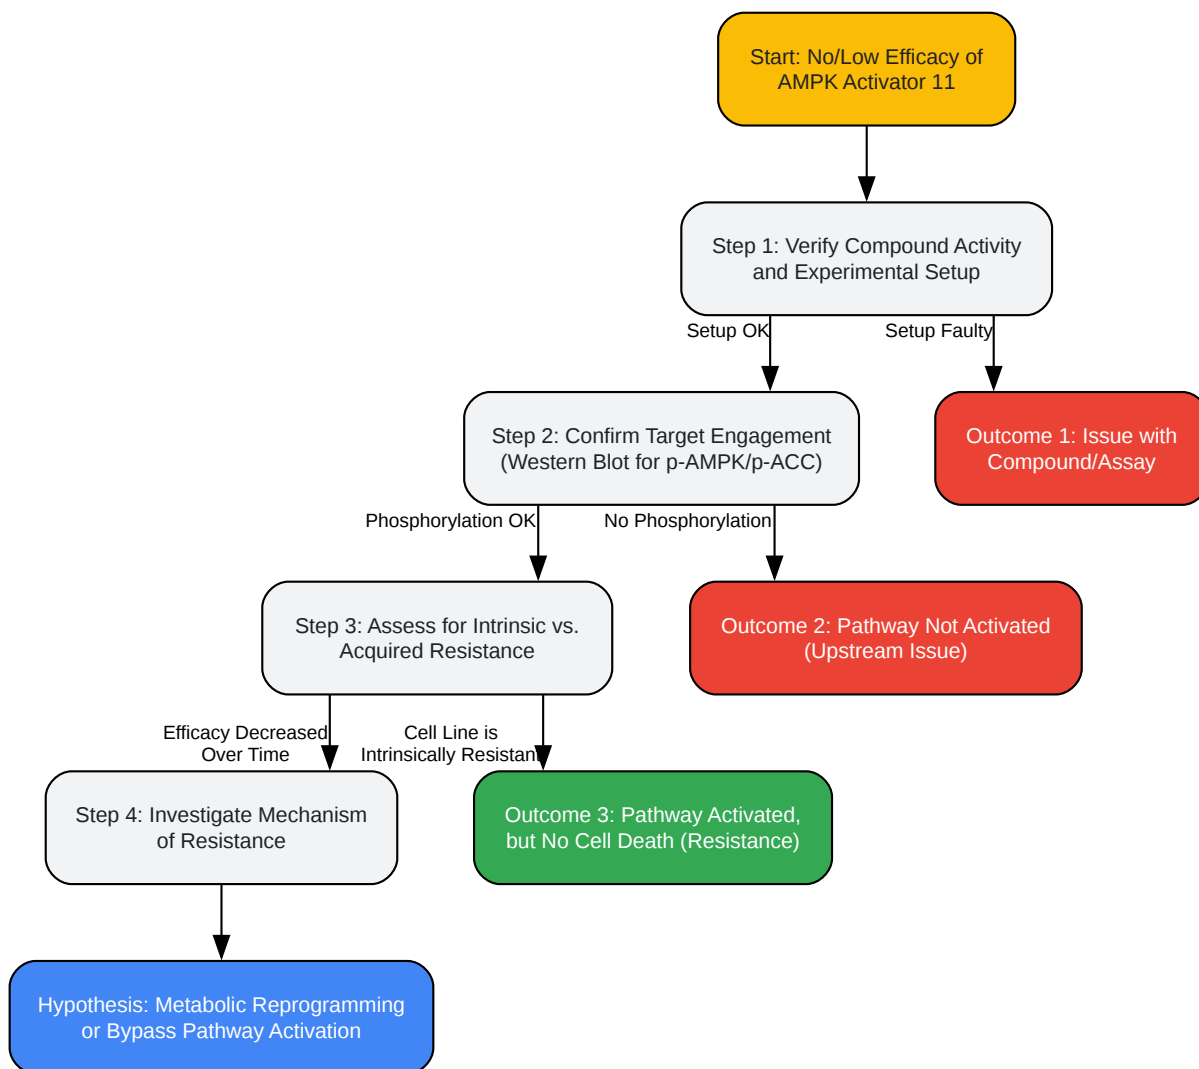 Start: No/Low Efficacy of
AMPK Activator 11
Step 1: Verify Compound Activity
and Experimental Setup
Setup OK
Setup Faulty
Step 2: Confirm Target Engagement
(Western Blot for p-AMPK/p-ACC)
Outcome 1: Issue with
Compound/Assay
Phosphorylation OK
No Phosphorylation
Step 3: Assess for Intrinsic vs.
Acquired Resistance
Outcome 2: Pathway Not Activated
(Upstream Issue)
Efficacy Decreased
Over Time
Cell Line is
Intrinsically Resistant
Step 4: Investigate Mechanism
of Resistance
Outcome 3: Pathway Activated,
but No Cell Death (Resistance)
Hypothesis: Metabolic Reprogramming
or Bypass Pathway Activation